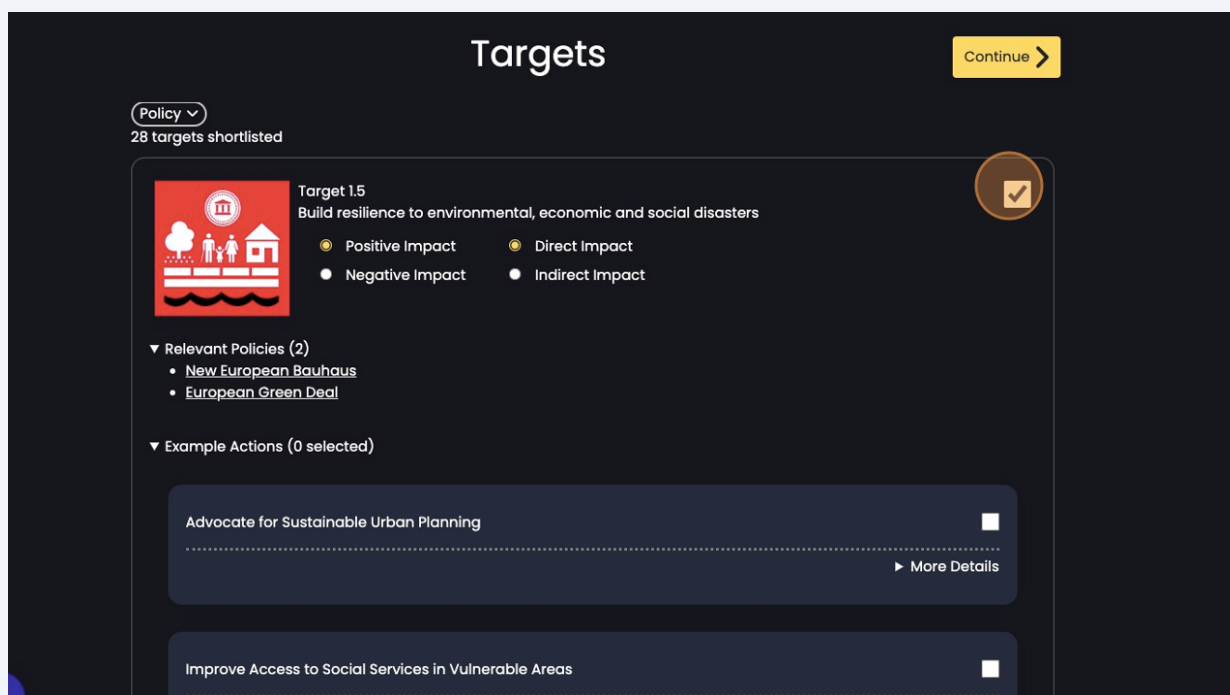 Targets
Continue
Policy
28 targets shortlisted
Target 1.5
Build resilience to environmental, economic and social disasters
Positive Impact
Direct Impact
Negative Impact
Indirect Impact
Relevant Policies (2)
New European Bauhaus
European Green Deal
Example Actions (0 selected)
Advocate for Sustainable Urban Planning
More Details
Improve Access to Social Services in Vulnerable Areas